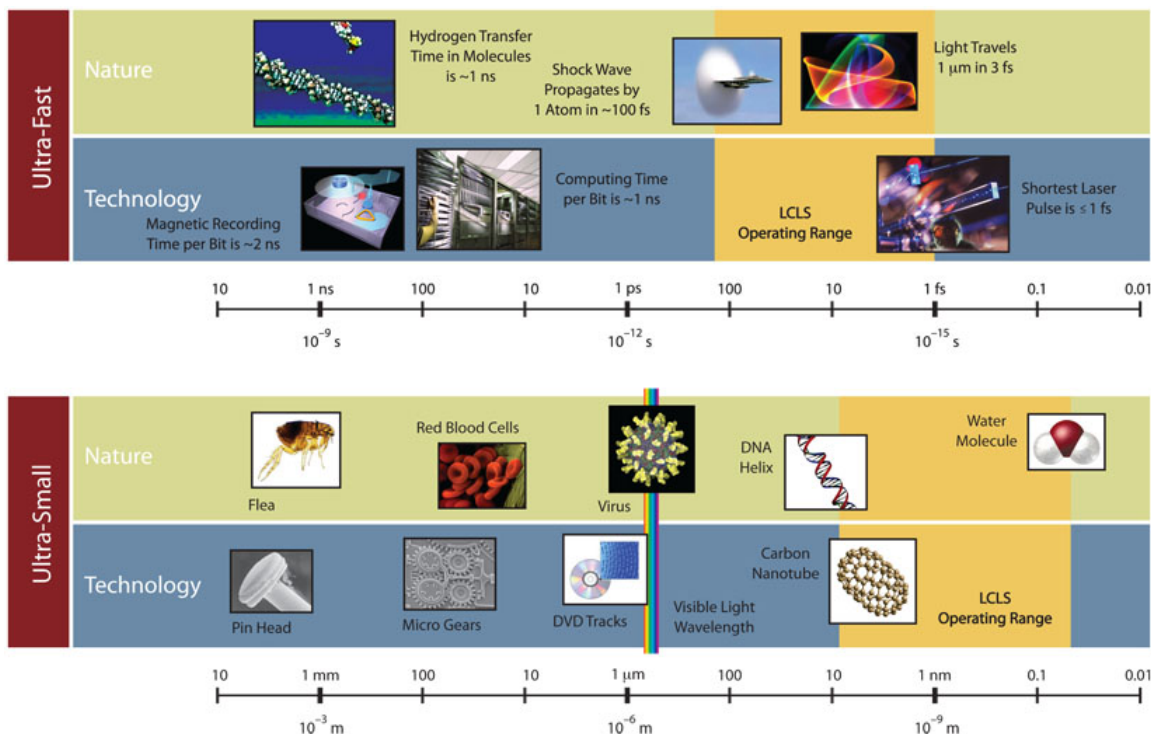 Ultra-Fast
Nature
Hydrogen Transfer
Time in Molecules
is ~1 ns
Shock Wave
Propagates by
1 Atom in ~100 fs
Light Travels
1 μm in 3 fs
Technology
Magnetic Recording
Time per Bit is ~2 ns
Computing Time
per Bit is ~1 ns
LCLS
Operating Range
Shortest Laser
Pulse is ≤1 fs
10 1 ns 100 10 1 ps 100 10 1 fs 0.1 0.01
10⁻⁹ s 10⁻¹² s 10⁻¹⁵ s
Ultra-Small
Nature
Flea
Red Blood Cells
Virus
DNA
Helix
Water
Molecule
Technology
Pin Head
Micro Gears
DVD Tracks
Visible Light
Wavelength
Carbon
Nanotube
LCLS
Operating Range
10 1 mm 100 10 1 μm 100 10 1 nm 0.1 0.01
10⁻³ m 10⁻⁶ m 10⁻⁹ m